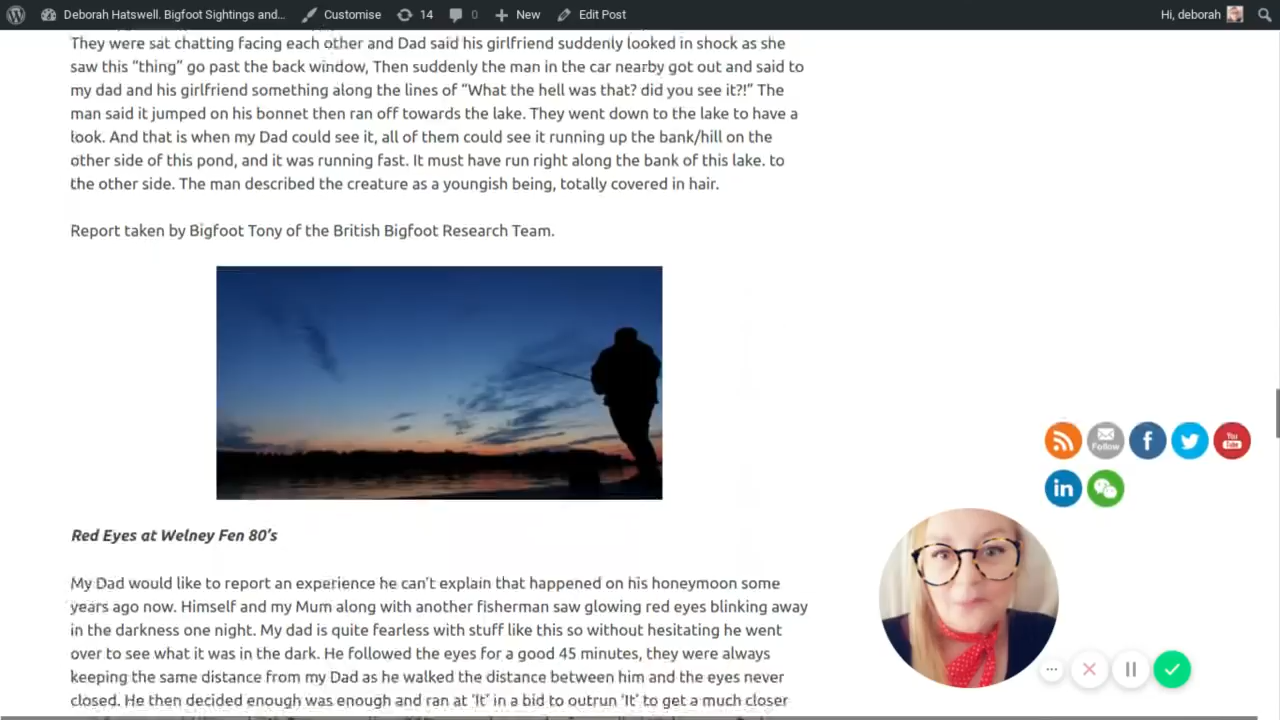 Deborah Hatswell. Bigfoot Sightings and... Customise 14 0 New Edit Post Hi, deborah
They were sat chatting facing each other and Dad said his girlfriend suddenly looked in shock as she
saw this “thing” go past the back window, Then suddenly the man in the car nearby got out and said to
my dad and his girlfriend something along the lines of “What the hell was that? did you see it?!” The
man said it jumped on his bonnet then ran off towards the lake. They went down to the lake to have a
look. And that is when my Dad could see it, all of them could see it running up the bank/hill on the
other side of this pond, and it was running fast. It must have run right along the bank of this lake. to
the other side. The man described the creature as a youngish being, totally covered in hair.
Report taken by Bigfoot Tony of the British Bigfoot Research Team.
Follow
You Tube
in
Red Eyes at Welney Fen 80’s
My Dad would like to report an experience he can’t explain that happened on his honeymoon some
years ago now. Himself and my Mum along with another fisherman saw glowing red eyes blinking away
in the darkness one night. My dad is quite fearless with stuff like this so without hesitating he went
over to see what it was in the dark. He followed the eyes for a good 45 minutes, they were always
keeping the same distance from my Dad as he walked the distance between him and the eyes never
closed. He then decided enough was enough and ran at ‘It’ in a bid to outrun ‘It’ to get a much closer